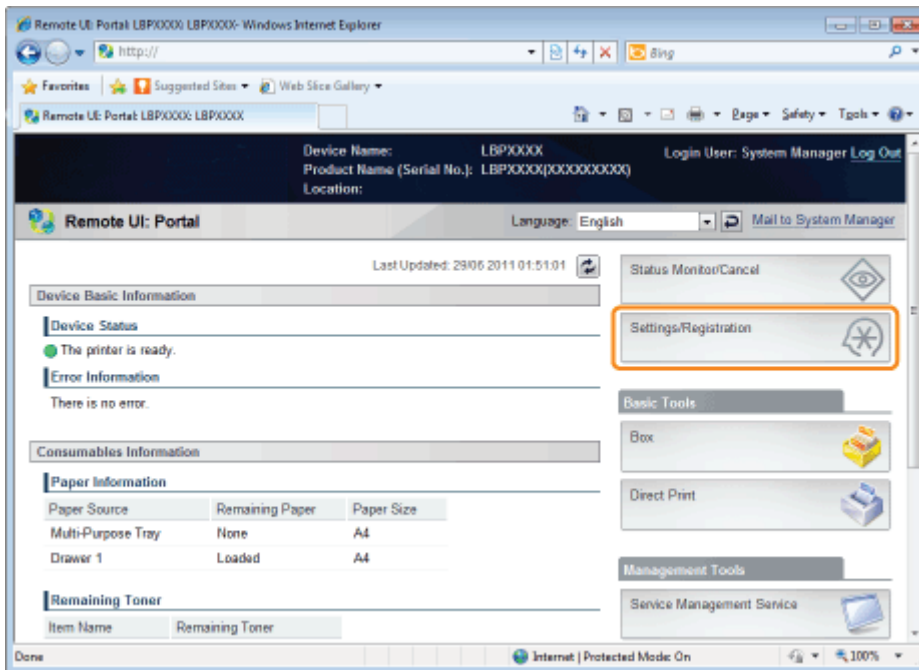 Remote UI: Portal: LBPXXXX: LBPXXXX- Windows Internet Explorer
http://
Bing
Favorites Suggested Sites Web Slice Gallery
Remote UI: Portal: LBPXXXX: LBPXXXX
Page Safety Tools
Device Name: LBPXXXX
Login User: System Manager Log Out
Product Name (Serial No.): LBPXXXX(XXXXXXXXX)
Location:
Remote UI: Portal
Language: English
Mail to System Manager
Last Updated: 29/06 2011 01:51:01
Status Monitor/Cancel
Device Basic Information
Device Status
Settings/Registration
The printer is ready.
Error Information
There is no error.
Basic Tools
Box
Consumables Information
Paper Information
Paper Source Remaining Paper Paper Size
Direct Print
Multi-Purpose Tray None A4
Drawer 1 Loaded A4
Management Tools
Remaining Toner
Service Management Service
Item Name Remaining Toner
Done
Internet | Protected Mode: On
100%